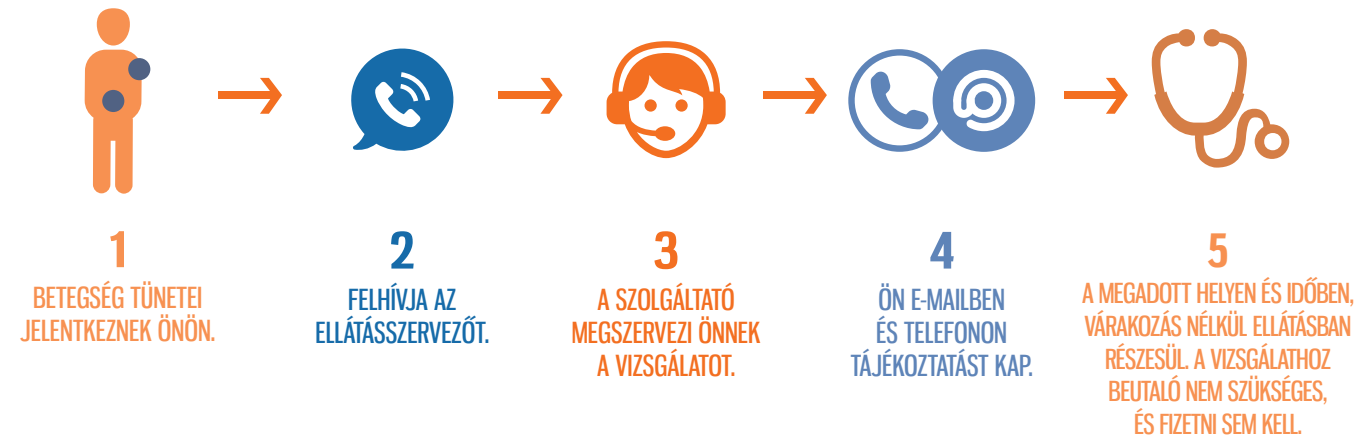 1
BETEGSÉG TÜNETEI
JELENTKEZNEK ÖNÖN.
2
FELHÍVJA AZ
ELLÁTÁSSZERVEZŐT.
3
A SZOLGÁLTATÓ
MEGSZERVEZI ÖNNEK
A VIZSGÁLATOT.
4
ÖN E-MAILBEN
ÉS TELEFONON
TÁJÉKOZTATÁST KAP.
5
A MEGADOTT HELYEN ÉS IDŐBEN,
VÁRAKOZÁS NÉLKÜL ELLÁTÁSBAN
RÉSZESÜL. A VIZSGÁLATHOZ
BEUTALÓ NEM SZÜKSÉGES,
ÉS FIZETNI SEM KELL.